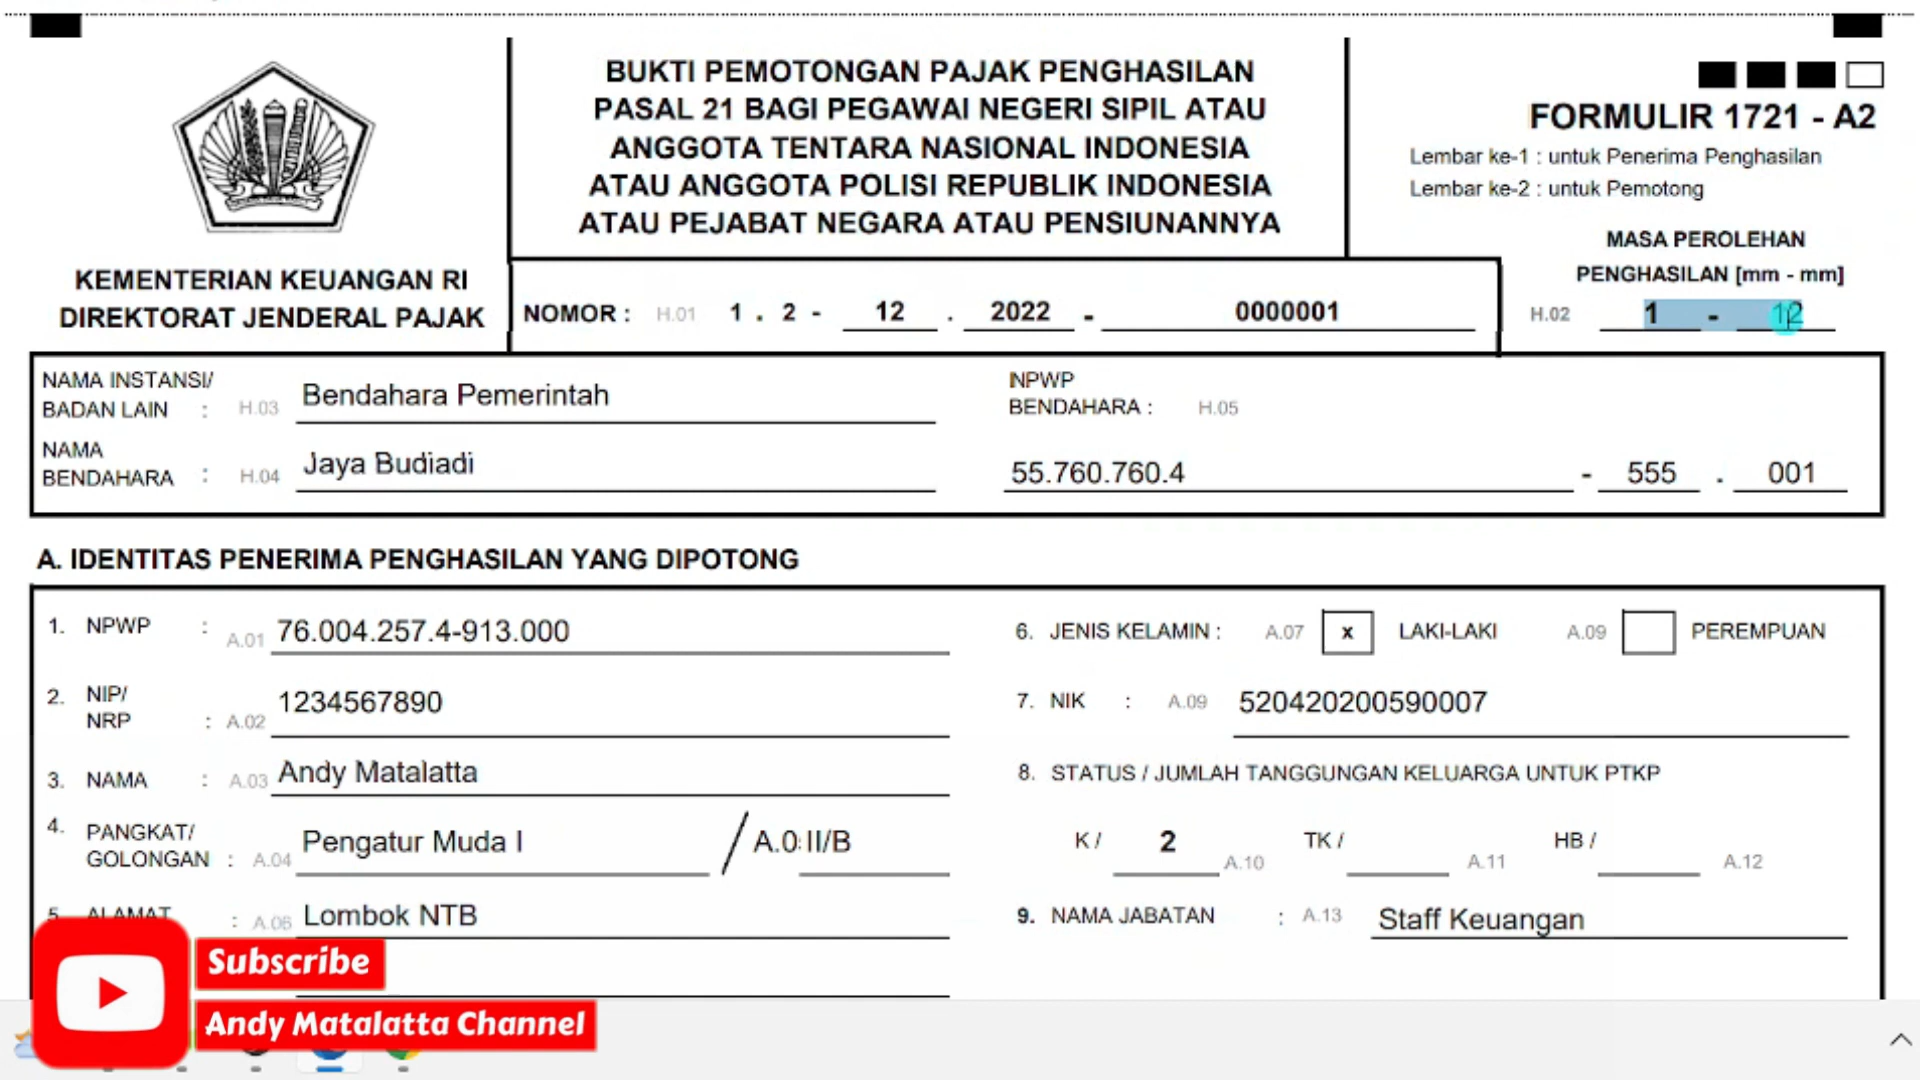 BUKTI PEMOTONGAN PAJAK PENGHASILAN
PASAL 21 BAGI PEGAWAI NEGERI SIPIL ATAU
ANGGOTA TENTARA NASIONAL INDONESIA
ATAU ANGGOTA POLISI REPUBLIK INDONESIA
ATAU PEJABAT NEGARA ATAU PENSIUNANNYA
FORMULIR 1721 - A2
Lembar ke-1 : untuk Penerima Penghasilan
Lembar ke-2 : untuk Pemotong
MASA PEROLEHAN
PENGHASILAN [mm - mm]
KEMENTERIAN KEUANGAN RI
DIREKTORAT JENDERAL PAJAK
NOMOR : H.01 1 . 2 - 12 . 2022 - 0000001
H.02 1 - 12
NAMA INSTANSI/
BADAN LAIN : H.03 Bendahara Pemerintah
NPWP
BENDAHARA : H.05
NAMA
BENDAHARA : H.04 Jaya Budiadi
55.760.760.4 - 555 . 001
A. IDENTITAS PENERIMA PENGHASILAN YANG DIPOTONG
1. NPWP : A.01 76.004.257.4-913.000
6. JENIS KELAMIN : A.07 x LAKI-LAKI A.09 PEREMPUAN
2. NIP/
NRP : A.02 1234567890
7. NIK : A.09 520420200590007
3. NAMA : A.03 Andy Matalatta
8. STATUS / JUMLAH TANGGUNGAN KELUARGA UNTUK PTKP
4. PANGKAT/
GOLONGAN : A.04 Pengatur Muda I / A.0: II/B
K / 2 A.10 TK / A.11 HB / A.12
5. ALAMAT : A.06 Lombok NTB
9. NAMA JABATAN : A.13 Staff Keuangan
Subscribe
Andy Matalatta Channel